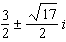 3/2 ± √17/2 i